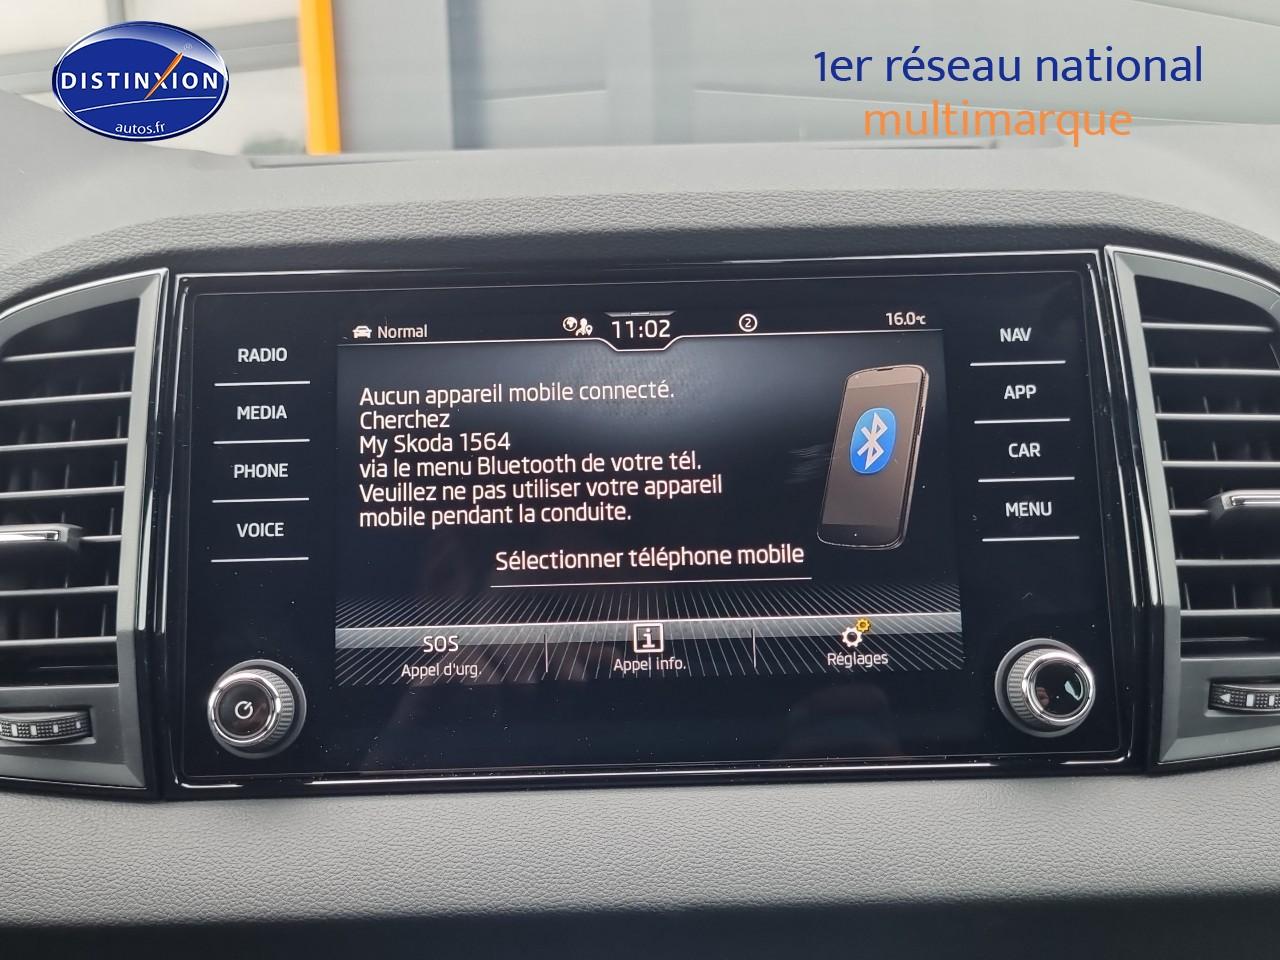 DISTINXION
autos.fr
1er réseau national
multimarque
Normal
11:02
2
16.0°C
RADIO
MEDIA
PHONE
VOICE
NAV
APP
CAR
MENU
Aucun appareil mobile connecté.
Cherchez
My Skoda 1564
via le menu Bluetooth de votre tél.
Veuillez ne pas utiliser votre appareil
mobile pendant la conduite.
Sélectionner téléphone mobile
SOS
Appel d'urg.
Appel info.
Réglages